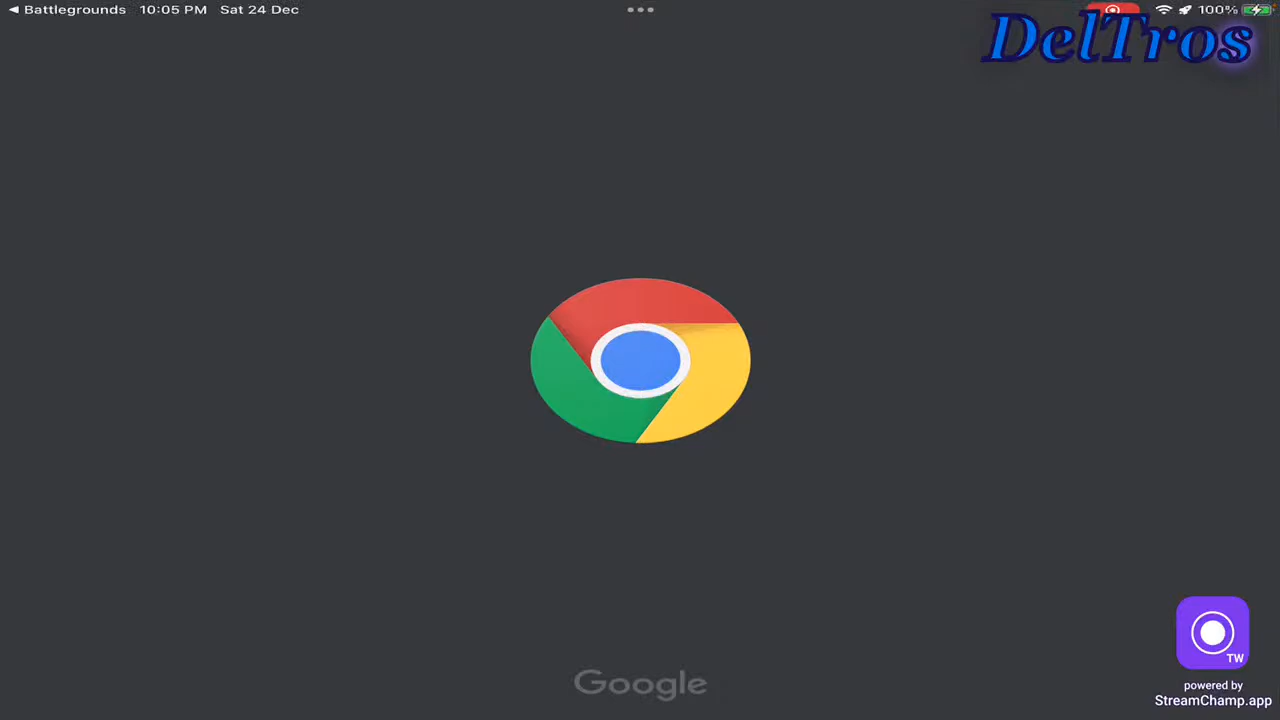 ◀ Battlegrounds 10:05 PM Sat 24 Dec
100%
DelTros
Google
TW
powered by
StreamChamp.app